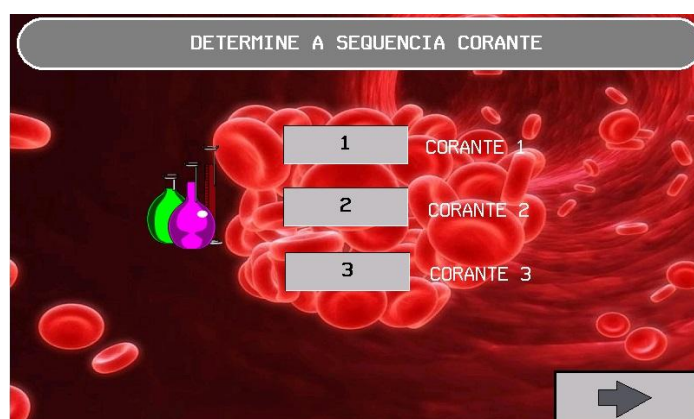 DETERMINE A SEQUENCIA CORANTE
1 CORANTE 1
2 CORANTE 2
3 CORANTE 3